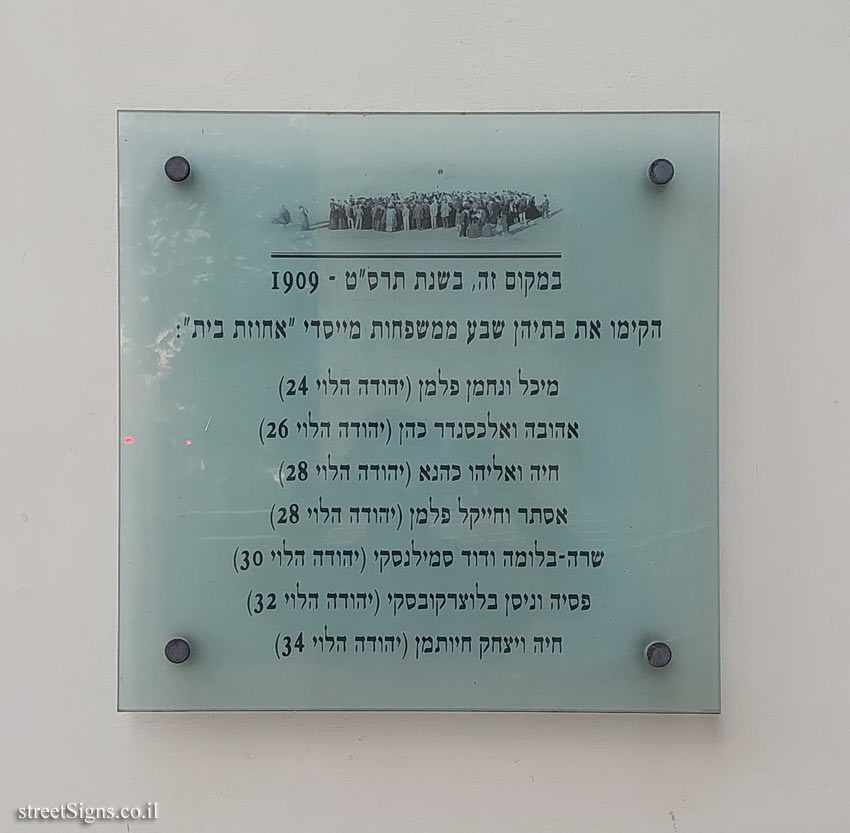 במקום זה, בשנת תרס"ט - 1909
הקימו את בתיהן שבע ממשפחות מייסדי "אחוזת בית":
מיכל ונחמן פלמן (יהודה הלוי 24)
אהובה ואלכסנדר כהן (יהודה הלוי 26)
חיה ואליהו כהנא (יהודה הלוי 28)
אסתר וחייקל פלמן (יהודה הלוי 28)
שרה-בלומה ודוד סמילנסקי (יהודה הלוי 30)
פסיה וניסן בלוצרקובסקי (יהודה הלוי 32)
חיה ויצחק חיותמן (יהודה הלוי 34)
streetSigns.co.il